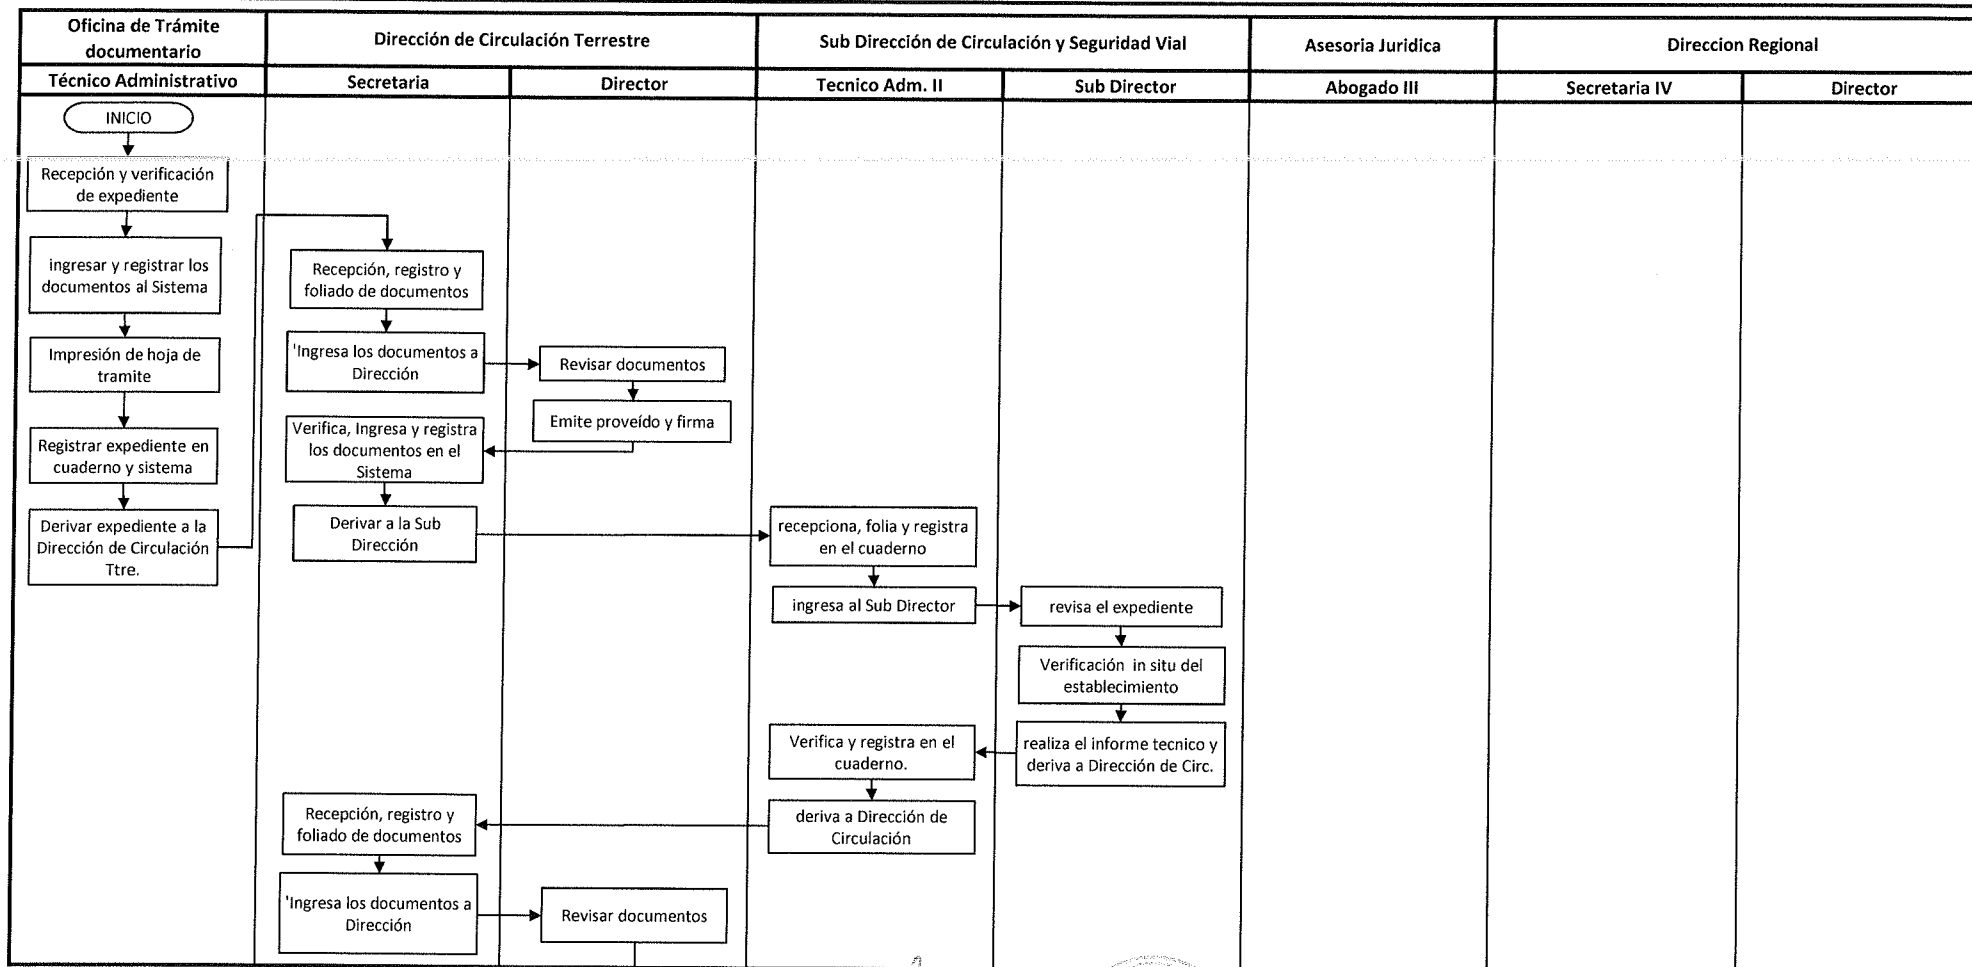 Oficina de Trámite
documentario
Dirección de Circulación Terrestre
Sub Dirección de Circulación y Seguridad Vial
Asesoria Juridica
Direccion Regional
Técnico Administrativo
Secretaria
Director
Tecnico Adm. II
Sub Director
Abogado III
Secretaria IV
Director
INICIO
Recepción y verificación
de expediente
ingresar y registrar los
documentos al Sistema
Impresión de hoja de
tramite
Registrar expediente en
cuaderno y sistema
Derivar expediente a la
Dirección de Circulación
Ttre.
Recepción, registro y
foliado de documentos
'Ingresa los documentos a
Dirección
Revisar documentos
Emite proveído y firma
Verifica, Ingresa y registra
los documentos en el
Sistema
Derivar a la Sub
Dirección
recepciona, folia y registra
en el cuaderno
ingresa al Sub Director
revisa el expediente
Verificación in situ del
establecimiento
realiza el informe tecnico y
deriva a Dirección de Circ.
Verifica y registra en el
cuaderno.
deriva a Dirección de
Circulación
Recepción, registro y
foliado de documentos
'Ingresa los documentos a
Dirección
Revisar documentos